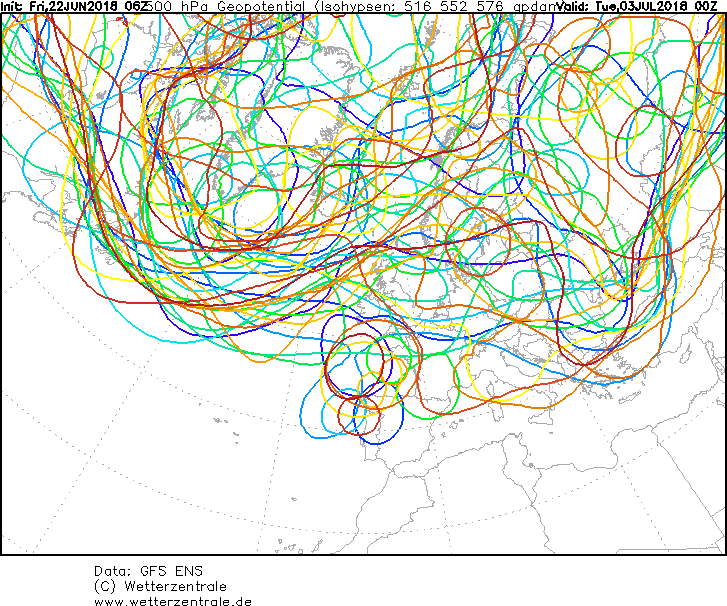 Init: Fri,22JUN2018 06Z 500 hPa Geopotential (Isohypsen: 516 552 576 gpdam) Valid: Tue,03JUL2018 00Z
Data: GFS ENS
(C) Wetterzentrale
www.wetterzentrale.de